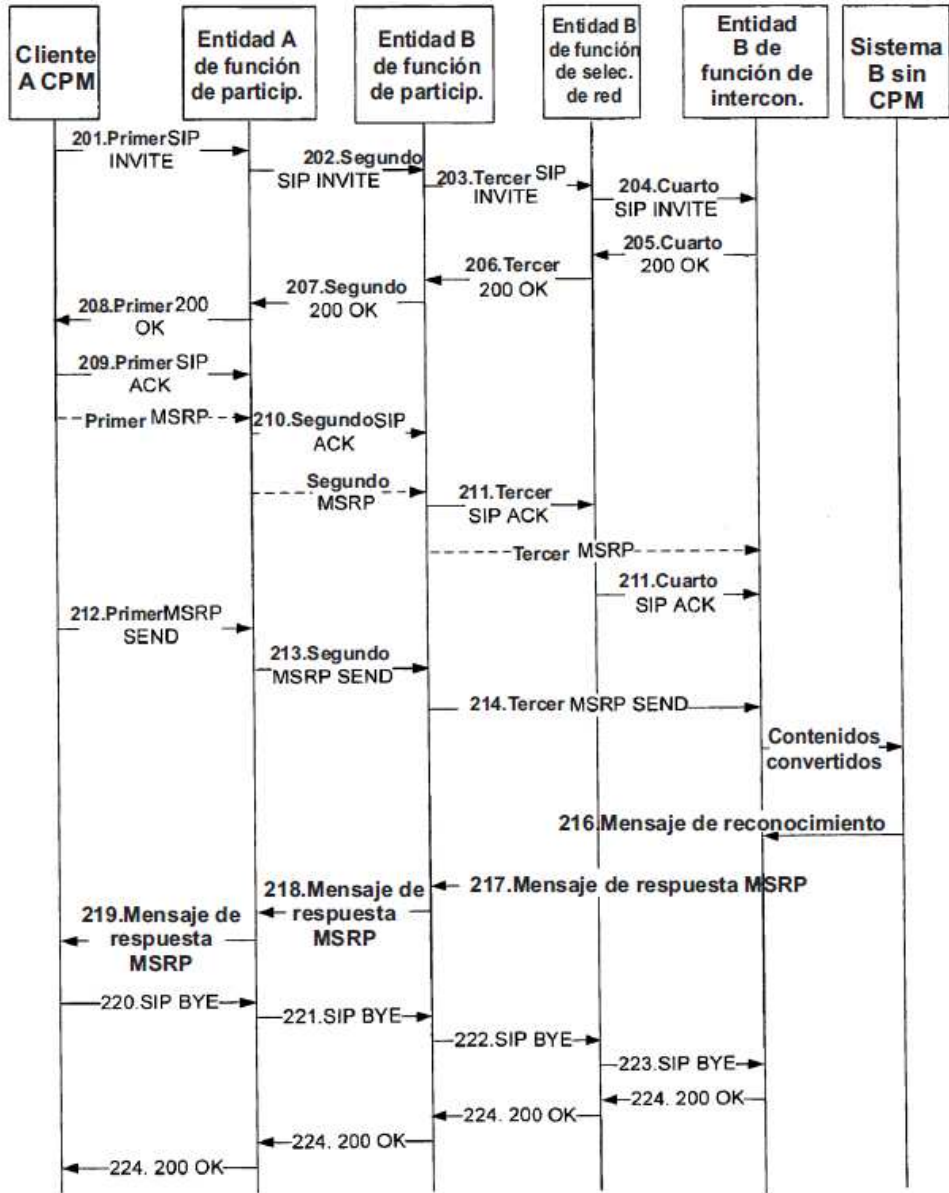 Cliente
A CPM
Entidad A
de función
de particip.
Entidad B
de función
de particip.
Entidad B
de función
de selec.
de red
Entidad
B de
función de
intercon.
Sistema
B sin
CPM
201.Primer SIP
INVITE
202.Segundo
SIP INVITE
203.Tercer SIP
INVITE
204.Cuarto
SIP INVITE
205.Cuarto
200 OK
206.Tercer
200 OK
207.Segundo
200 OK
208.Primer 200
OK
209.Primer SIP
ACK
Primer MSRP
210.Segundo SIP
ACK
Segundo
MSRP
211.Tercer
SIP ACK
Tercer MSRP
211.Cuarto
SIP ACK
212.Primer MSRP
SEND
213.Segundo
MSRP SEND
214.Tercer MSRP SEND
Contenidos
convertidos
216.Mensaje de reconocimiento
217.Mensaje de respuesta MSRP
218.Mensaje de
respuesta
MSRP
219.Mensaje de
respuesta
MSRP
220.SIP BYE
221.SIP BYE
222.SIP BYE
223.SIP BYE
224. 200 OK
224. 200 OK
224. 200 OK
224. 200 OK